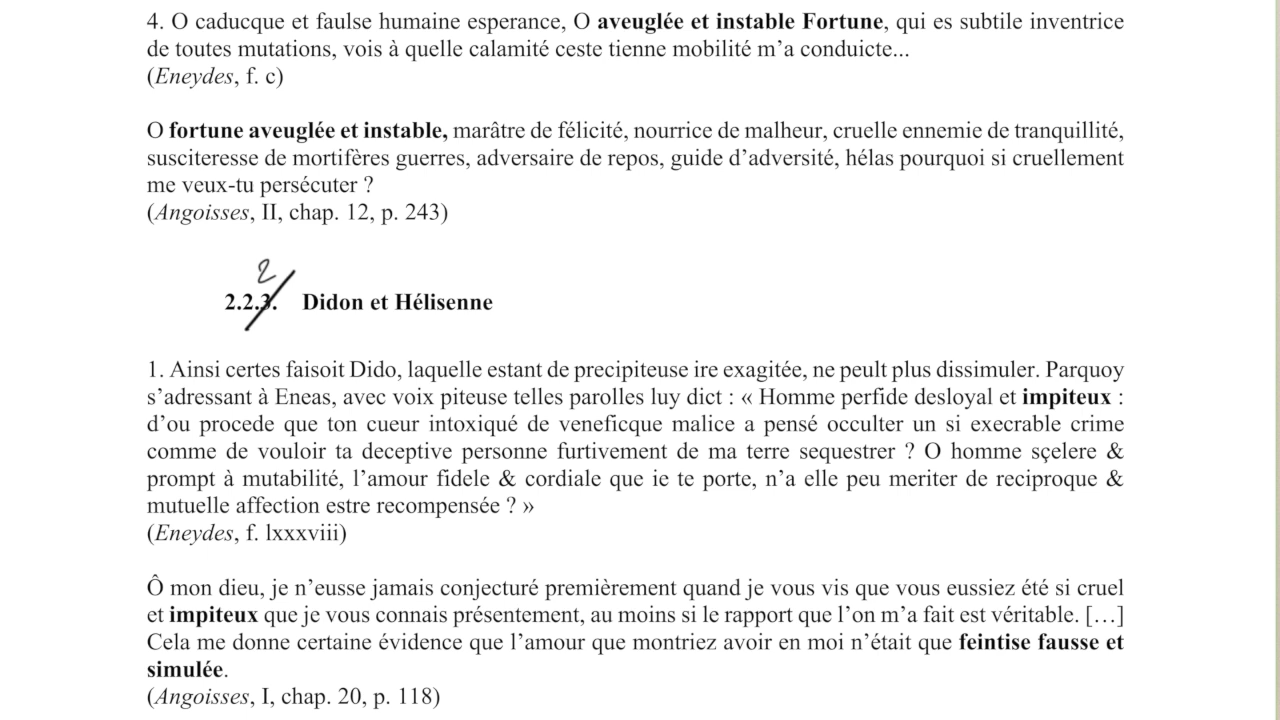 4. O caducque et faulse humaine esperance, O aveuglée et instable Fortune, qui es subtile inventrice
de toutes mutations, vois à quelle calamité ceste tienne mobilité m’a conduicte...
(Eneydes, f. c)
O fortune aveuglée et instable, marâtre de félicité, nourrice de malheur, cruelle ennemie de tranquillité,
susciteresse de mortifères guerres, adversaire de repos, guide d’adversité, hélas pourquoi si cruellement
me veux-tu persécuter ?
(Angoisses, II, chap. 12, p. 243)
2
2.2.3. Didon et Hélisenne
1. Ainsi certes faisoit Dido, laquelle estant de precipiteuse ire exagitée, ne peult plus dissimuler. Parquoy
s’adressant à Eneas, avec voix piteuse telles parolles luy dict : « Homme perfide desloyal et impiteux :
d’ou procede que ton cueur intoxiqué de veneficque malice a pensé occulter un si execrable crime
comme de vouloir ta deceptive personne furtivement de ma terre sequestrer ? O homme sçelere &
prompt à mutabilité, l’amour fidele & cordiale que ie te porte, n’a elle peu meriter de reciproque &
mutuelle affection estre recompensée ? »
(Eneydes, f. lxxxviii)
Ô mon dieu, je n’eusse jamais conjecturé premièrement quand je vous vis que vous eussiez été si cruel
et impiteux que je vous connais présentement, au moins si le rapport que l’on m’a fait est véritable. […]
Cela me donne certaine évidence que l’amour que montriez avoir en moi n’était que feintise fausse et
simulée.
(Angoisses, I, chap. 20, p. 118)